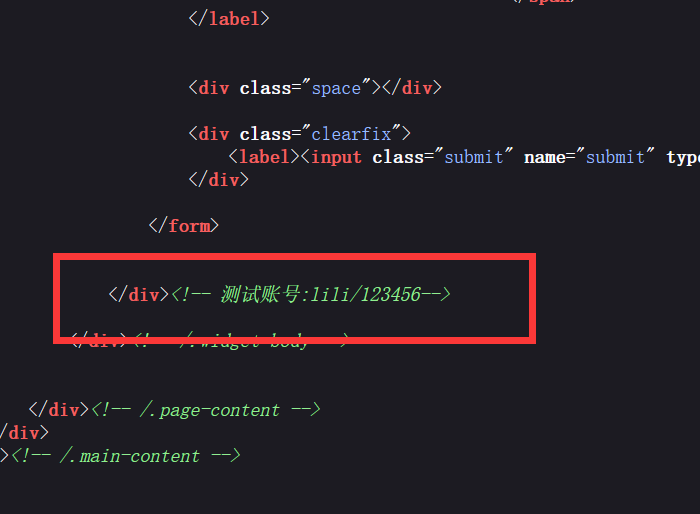 </label>
<div class="space"></div>
<div class="clearfix">
<label><input class="submit" name="submit" type
</div>
</form>
</div><!-- 测试账号:lili/123456-->
</div><!-- /.widget-body -->
</div><!-- /.page-content -->
/div>
><!-- /.main-content -->